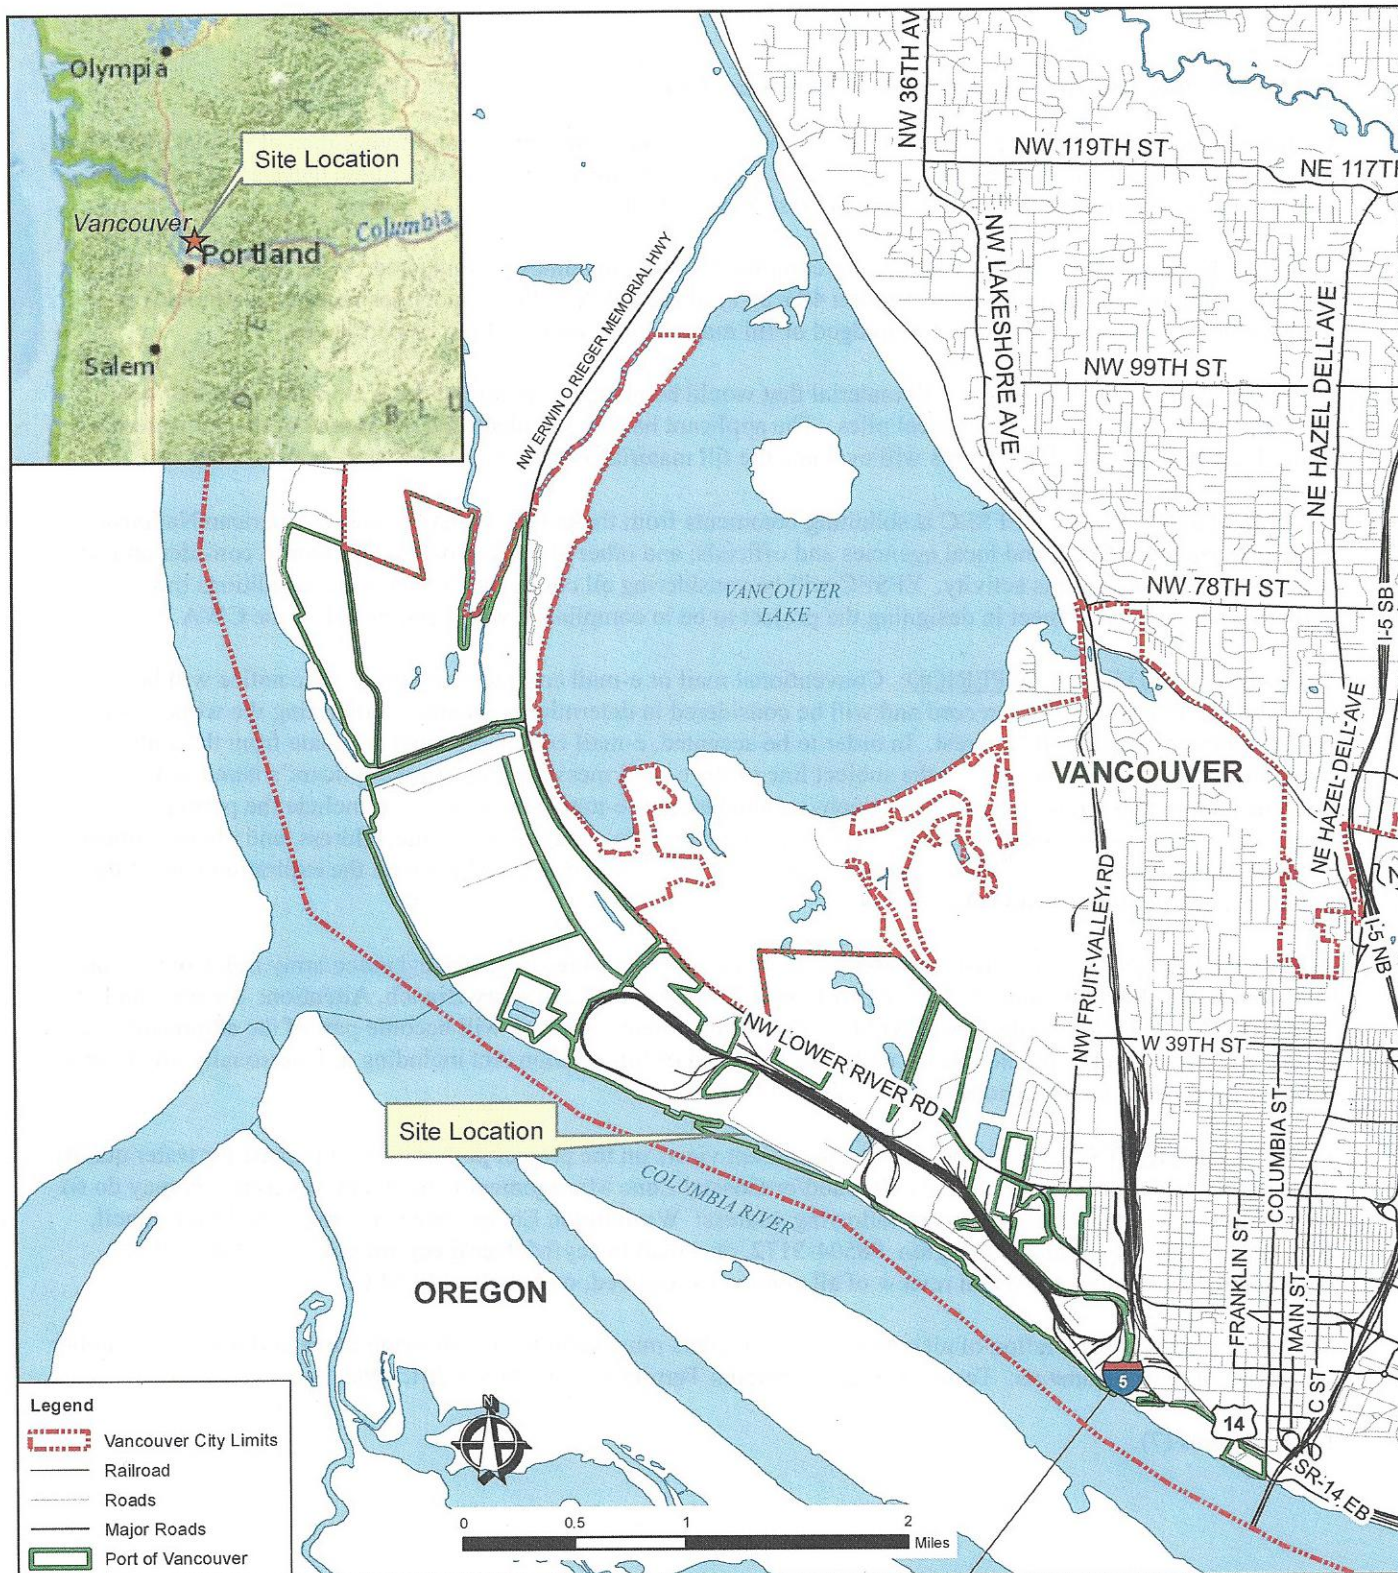 Olympia
Site Location
Vancouver
Portland
Columbia
Salem
NW 36TH AV
NW 119TH ST
NE 117TH
NW LAKESHORE AVE
NE HAZEL DELL AVE
NW 99TH ST
NW ERWIN O RIEGER MEMORIAL HWY
VANCOUVER
LAKE
NW 78TH ST
I-5 SB
VANCOUVER
NE HAZEL-DELL-AVE
I-5 NB
NW FRUIT-VALLEY RD
NW LOWER RIVER RD
W 39TH ST
Site Location
COLUMBIA RIVER
COLUMBIA ST
FRANKLIN ST
MAIN ST
C ST
OREGON
5
14
SR-14 EB
Legend
Vancouver City Limits
Railroad
Roads
Major Roads
Port of Vancouver
N
0 0.5 1 2
Miles